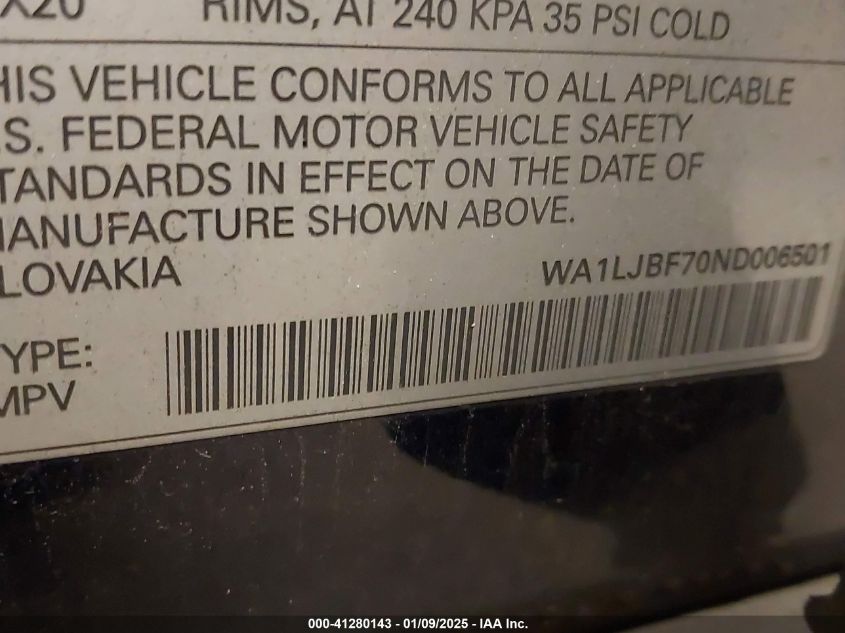 X20 RIMS, AT 240 KPA 35 PSI COLD
HIS VEHICLE CONFORMS TO ALL APPLICABLE
.S. FEDERAL MOTOR VEHICLE SAFETY
TANDARDS IN EFFECT ON THE DATE OF
MANUFACTURE SHOWN ABOVE.
LOVAKIA WA1LJBF70ND006501
YPE:
MPV
000-41280143 - 01/09/2025 - IAA Inc.